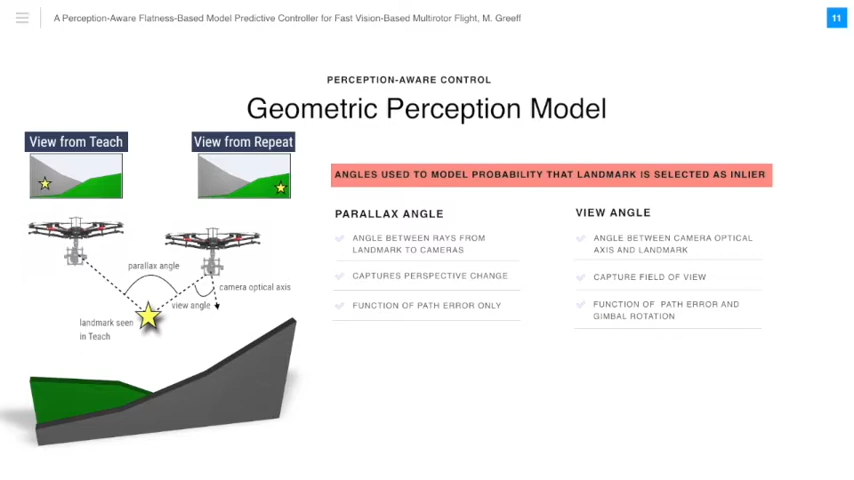 A Perception-Aware Flatness-Based Model Predictive Controller for Fast Vision-Based Multirotor Flight, M. Greeff
11
PERCEPTION-AWARE CONTROL
Geometric Perception Model
View from Teach
View from Repeat
parallax angle
camera optical axis
view angle
landmark seen
in Teach
ANGLES USED TO MODEL PROBABILITY THAT LANDMARK IS SELECTED AS INLIER
PARALLAX ANGLE
ANGLE BETWEEN RAYS FROM
LANDMARK TO CAMERAS
CAPTURES PERSPECTIVE CHANGE
FUNCTION OF PATH ERROR ONLY
VIEW ANGLE
ANGLE BETWEEN CAMERA OPTICAL
AXIS AND LANDMARK
CAPTURE FIELD OF VIEW
FUNCTION OF PATH ERROR AND
GIMBAL ROTATION